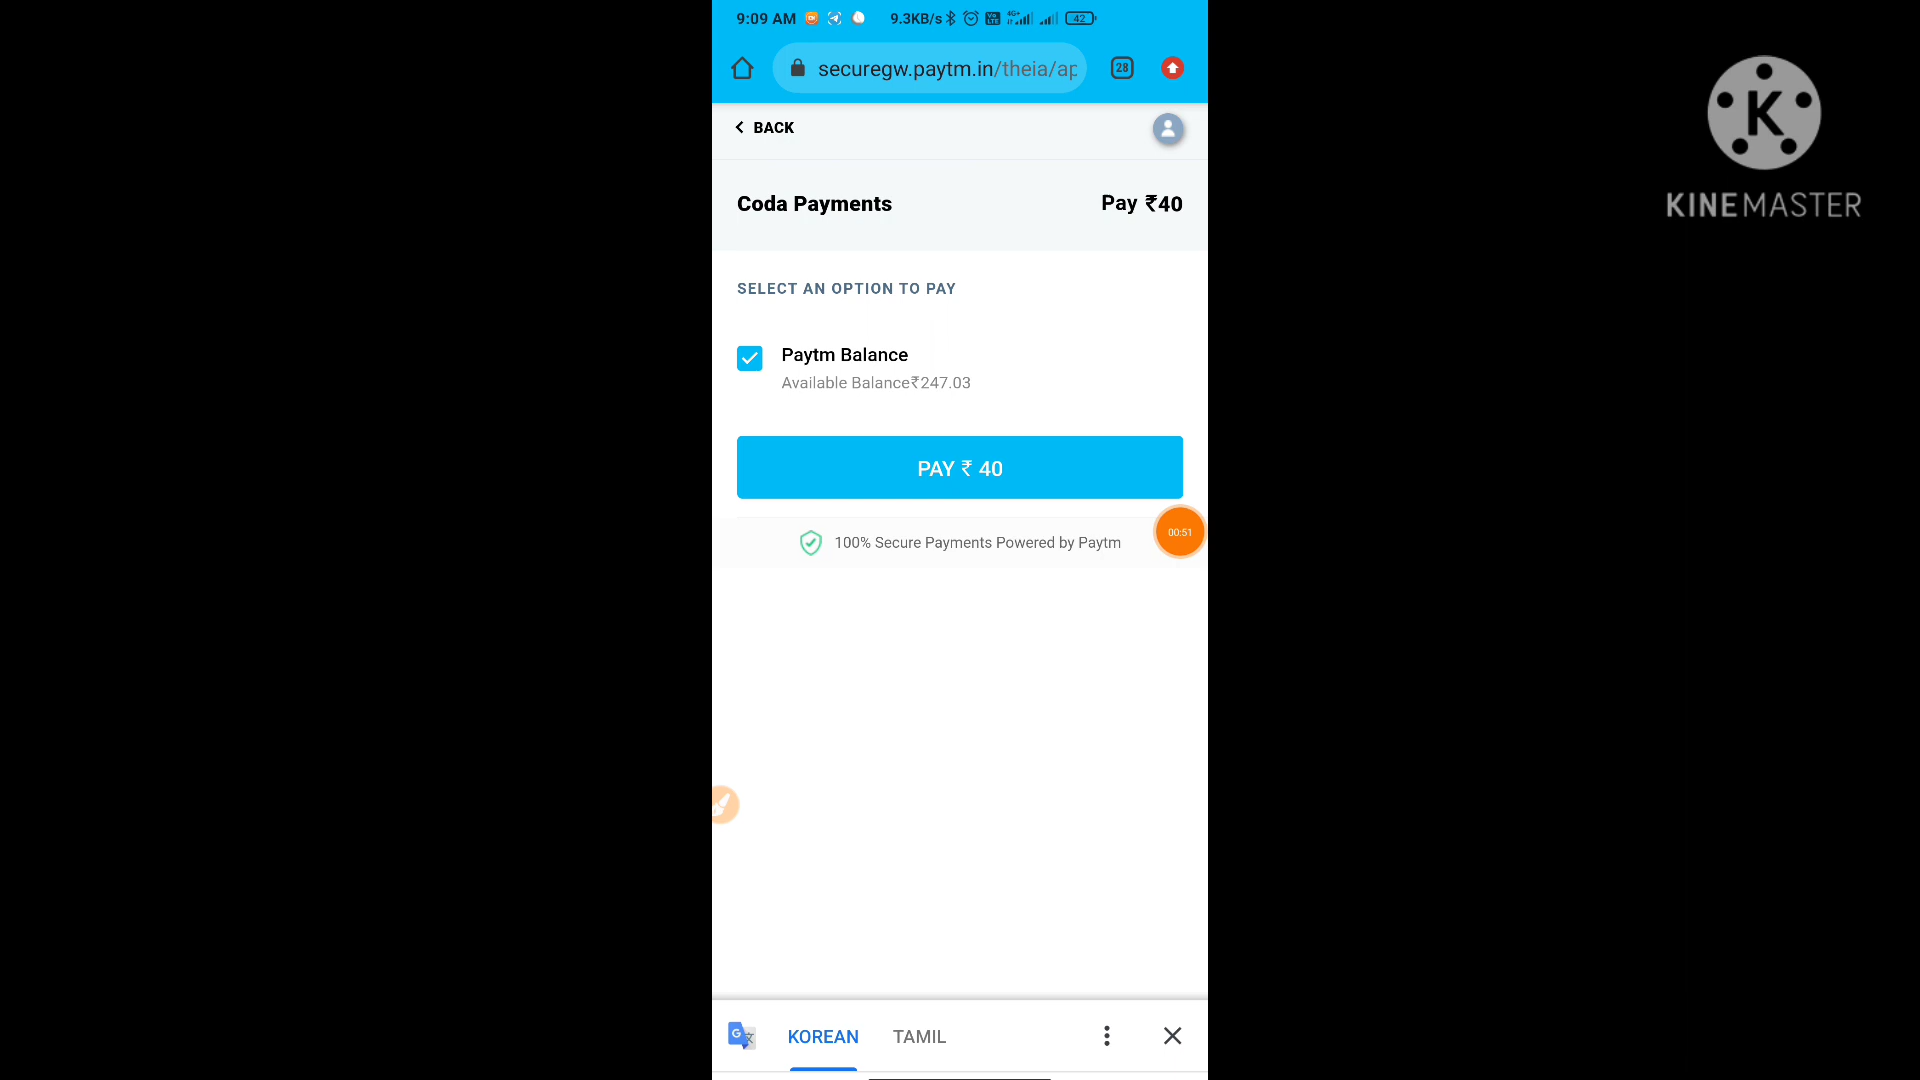 9:09 AM 9.3KB/s 4G+ 42
securegw.paytm.in/theia/ap 28
BACK
Coda Payments Pay ₹40
SELECT AN OPTION TO PAY
Paytm Balance
Available Balance₹247.03
PAY ₹ 40
100% Secure Payments Powered by Paytm
00:51
KOREAN TAMIL
K
KINEMASTER